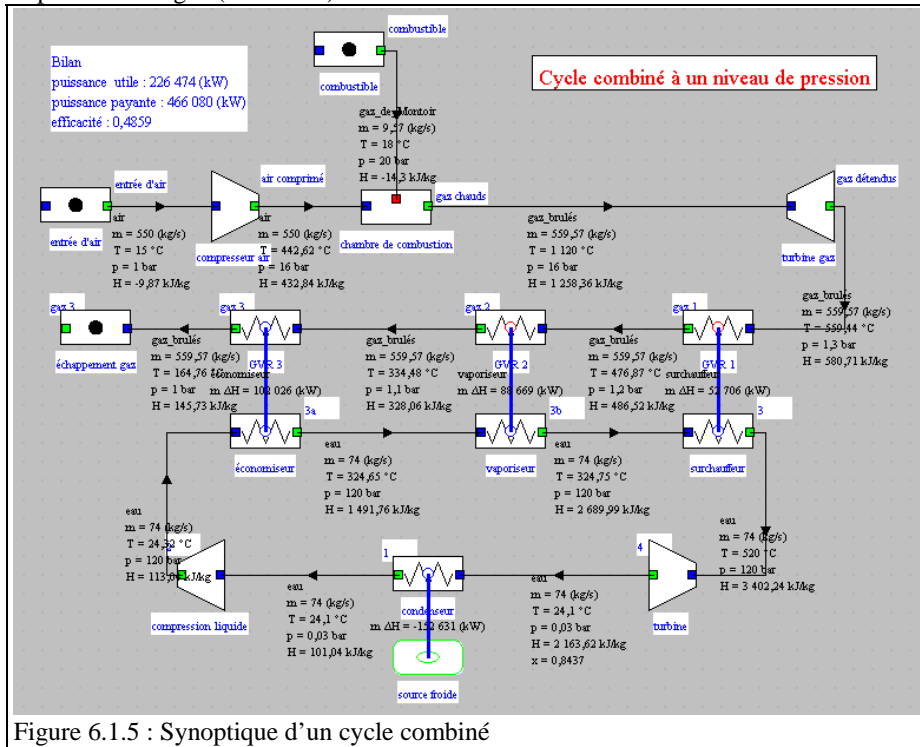 combustible
Bilan
puissance utile : 226 474 (kW)
puissance payante : 466 080 (kW)
efficacité : 0,4859
Cycle combiné à un niveau de pression
combustible
gaz_de_Montoir
m = 9,57 (kg/s)
T = 18 °C
p = 20 bar
H = -14,3 kJ/kg
entrée d'air
air comprimé
gaz chauds
gaz détendus
entrée d'air
air
m = 550 (kg/s)
T = 15 °C
p = 1 bar
H = -9,87 kJ/kg
compresseur air
air
m = 550 (kg/s)
T = 442,62 °C
p = 16 bar
H = 432,84 kJ/kg
chambre de combustion
gaz_brulés
m = 559,57 (kg/s)
T = 1 120 °C
p = 16 bar
H = 1 258,36 kJ/kg
turbine gaz
gaz_brulés
m = 559,57 (kg/s)
T = 559,44 °C
p = 1,3 bar
H = 580,71 kJ/kg
gaz 3
gaz 3
gaz 2
gaz 1
échappement gaz
gaz_brulés
m = 559,57 (kg/s)
T = 164,76 °C
p = 1 bar
H = 145,73 kJ/kg
GVR 3
économiseur
m ΔH = 102 026 (kW)
gaz_brulés
m = 559,57 (kg/s)
T = 334,48 °C
p = 1,1 bar
H = 328,06 kJ/kg
GVR 2
vaporiseur
m ΔH = 88 669 (kW)
gaz_brulés
m = 559,57 (kg/s)
T = 476,87 °C
p = 1,2 bar
H = 486,52 kJ/kg
GVR 1
surchauffeur
m ΔH = 52 706 (kW)
3a
3b
3
économiseur
eau
m = 74 (kg/s)
T = 324,65 °C
p = 120 bar
H = 1 491,76 kJ/kg
vaporiseur
eau
m = 74 (kg/s)
T = 324,75 °C
p = 120 bar
H = 2 689,99 kJ/kg
surchauffeur
eau
m = 74 (kg/s)
T = 520 °C
p = 120 bar
H = 3 402,24 kJ/kg
eau
m = 74 (kg/s)
T = 24,32 °C
p = 120 bar
2
compression liquide
eau
m = 74 (kg/s)
T = 24,1 °C
p = 0,03 bar
H = 101,04 kJ/kg
1
condenseur
m ΔH = -152 631 (kW)
source froide
eau
m = 74 (kg/s)
T = 24,1 °C
p = 0,03 bar
H = 2 163,62 kJ/kg
x = 0,8437
4
turbine
Figure 6.1.5 : Synoptique d'un cycle combiné